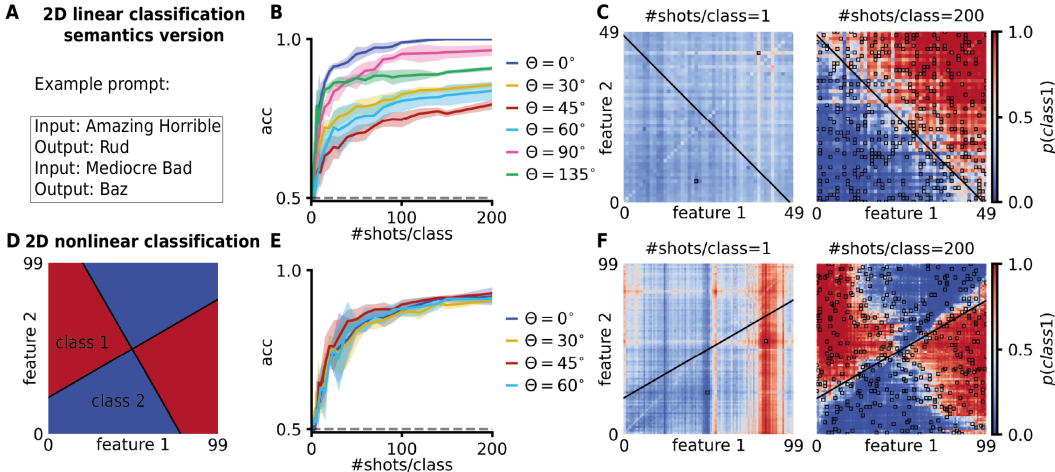 A
2D linear classification
semantics version
Example prompt:
Input: Amazing Horrible
Output: Rud
Input: Mediocre Bad
Output: Baz
B
1.0
acc
0.5
0
100
200
#shots/class
Θ = 0°
Θ = 30°
Θ = 45°
Θ = 60°
Θ = 90°
Θ = 135°
C
#shots/class=1
49
feature 2
0
0
feature 1
49
#shots/class=200
0
feature 1
49
1.0
0.5
0.0
p(class1)
D
2D nonlinear classification
99
feature 2
0
class 1
class 2
0
feature 1
99
E
1.0
acc
0.5
0
100
200
#shots/class
Θ = 0°
Θ = 30°
Θ = 45°
Θ = 60°
F
#shots/class=1
99
feature 2
0
0
feature 1
99
#shots/class=200
0
feature 1
99
1.0
0.5
0.0
p(class1)